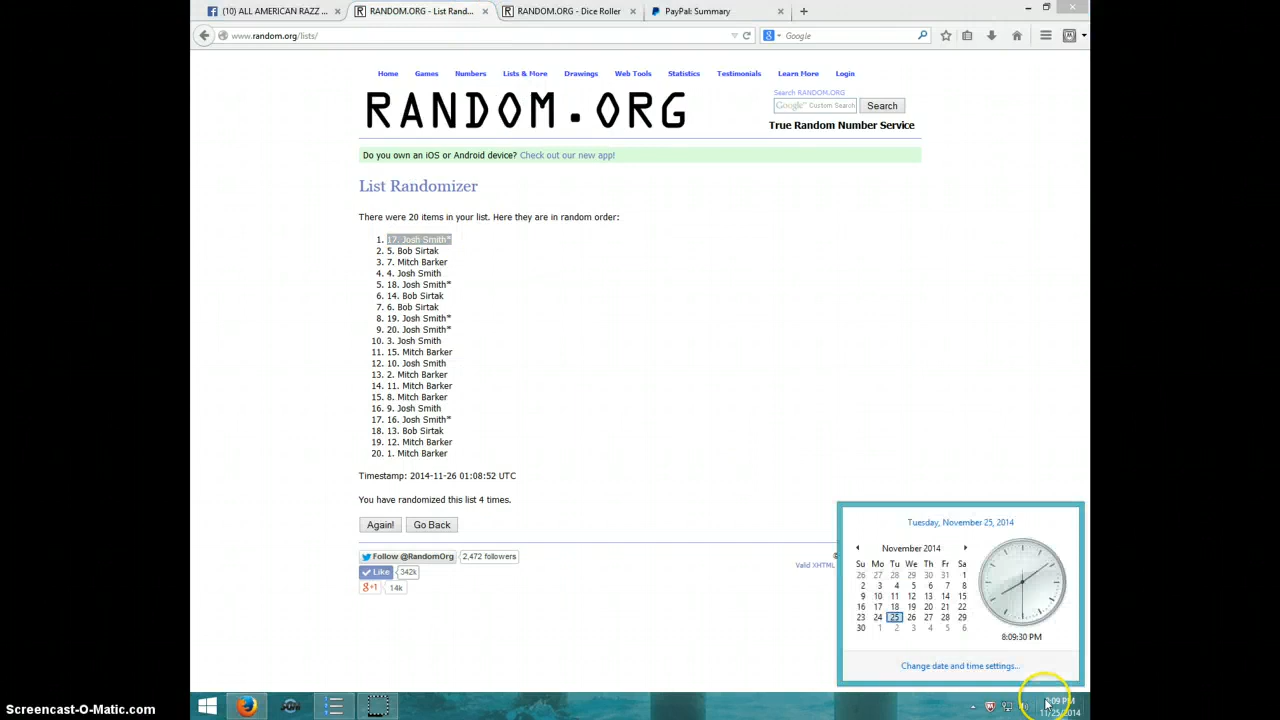 (10) ALL AMERICAN RAZZ ...
RANDOM.ORG - List Rand...
RANDOM.ORG - Dice Roller
PayPal: Summary
www.random.org/lists/
Google
Home Games Numbers Lists & More Drawings Web Tools Statistics Testimonials Learn More Login
RANDOM.ORG
Search RANDOM.ORG
Google™ Custom Search
Search
True Random Number Service
Do you own an iOS or Android device? Check out our new app!
List Randomizer
There were 20 items in your list. Here they are in random order:
1. 17. Josh Smith*
2. 5. Bob Sirtak
3. 7. Mitch Barker
4. 4. Josh Smith
5. 18. Josh Smith*
6. 14. Bob Sirtak
7. 6. Bob Sirtak
8. 19. Josh Smith*
9. 20. Josh Smith*
10. 3. Josh Smith
11. 15. Mitch Barker
12. 10. Josh Smith
13. 2. Mitch Barker
14. 11. Mitch Barker
15. 8. Mitch Barker
16. 9. Josh Smith
17. 16. Josh Smith*
18. 13. Bob Sirtak
19. 12. Mitch Barker
20. 1. Mitch Barker
Timestamp: 2014-11-26 01:08:52 UTC
You have randomized this list 4 times.
Again! Go Back
Follow @RandomOrg 2,472 followers
Like 342k
+1 14k
Valid XHTML
Tuesday, November 25, 2014
November 2014
Su Mo Tu We Th Fr Sa
26 27 28 29 30 31 1
2 3 4 5 6 7 8
9 10 11 12 13 14 15
16 17 18 19 20 21 22
23 24 25 26 27 28 29
30 1 2 3 4 5 6
8:09:30 PM
Change date and time settings...
8:09 PM
11/25/2014
Screencast-O-Matic.com